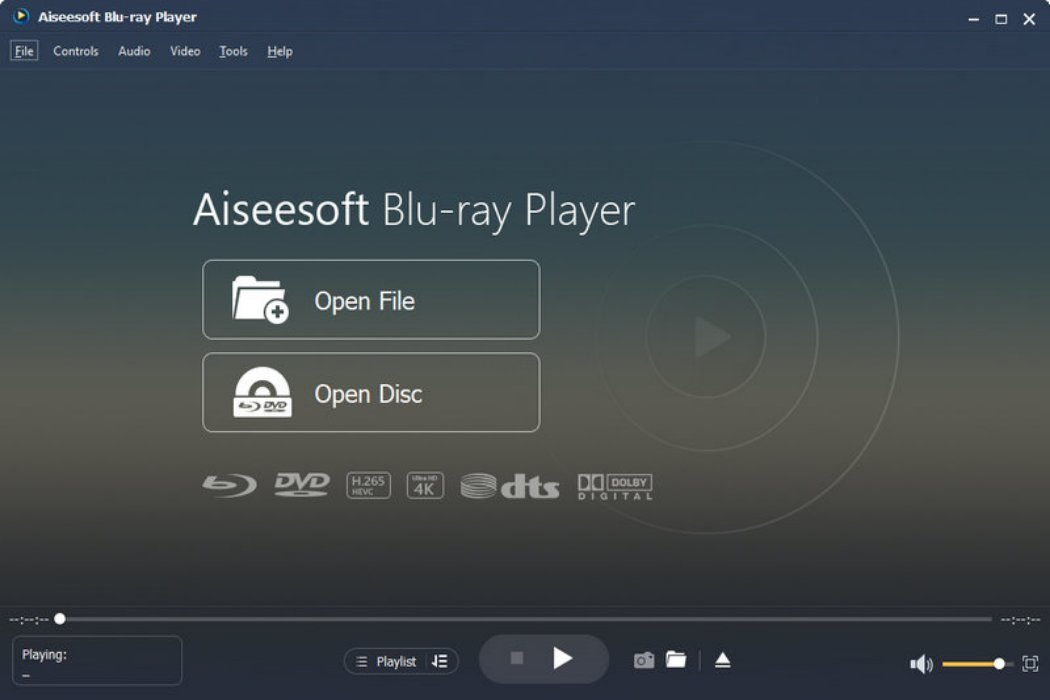 Aiseesoft Blu-ray Player
File Controls Audio Video Tools Help
Aiseesoft Blu-ray Player
Open File
Open Disc
DVD
DVD H.265 HEVC Ultra HD 4K dts DOLBY DIGITAL
--:--:-- --:--:--
Playing:
–
Playlist